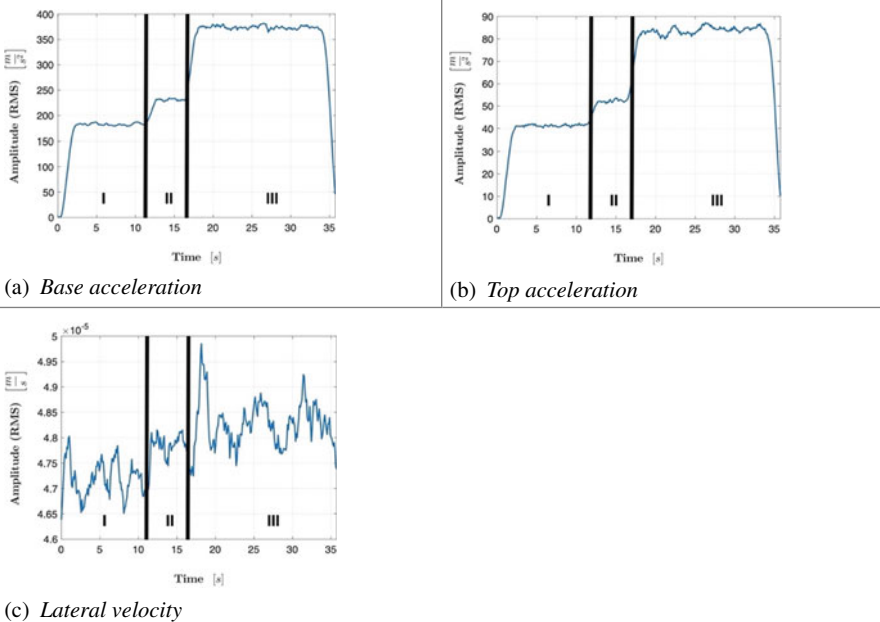 400
350
300
250
200
150
100
50
0
0 5 10 15 20 25 30 35
Amplitude (RMS) [m/s²]
I II III
Time [s]
(a) Base acceleration
90
80
70
60
50
40
30
20
10
0
0 5 10 15 20 25 30 35
Amplitude (RMS) [m/s²]
I II III
Time [s]
(b) Top acceleration
×10⁻⁵
5
4.95
4.9
4.85
4.8
4.75
4.7
4.65
4.6
0 5 10 15 20 25 30 35
Amplitude (RMS) [m/s]
I II III
Time [s]
(c) Lateral velocity